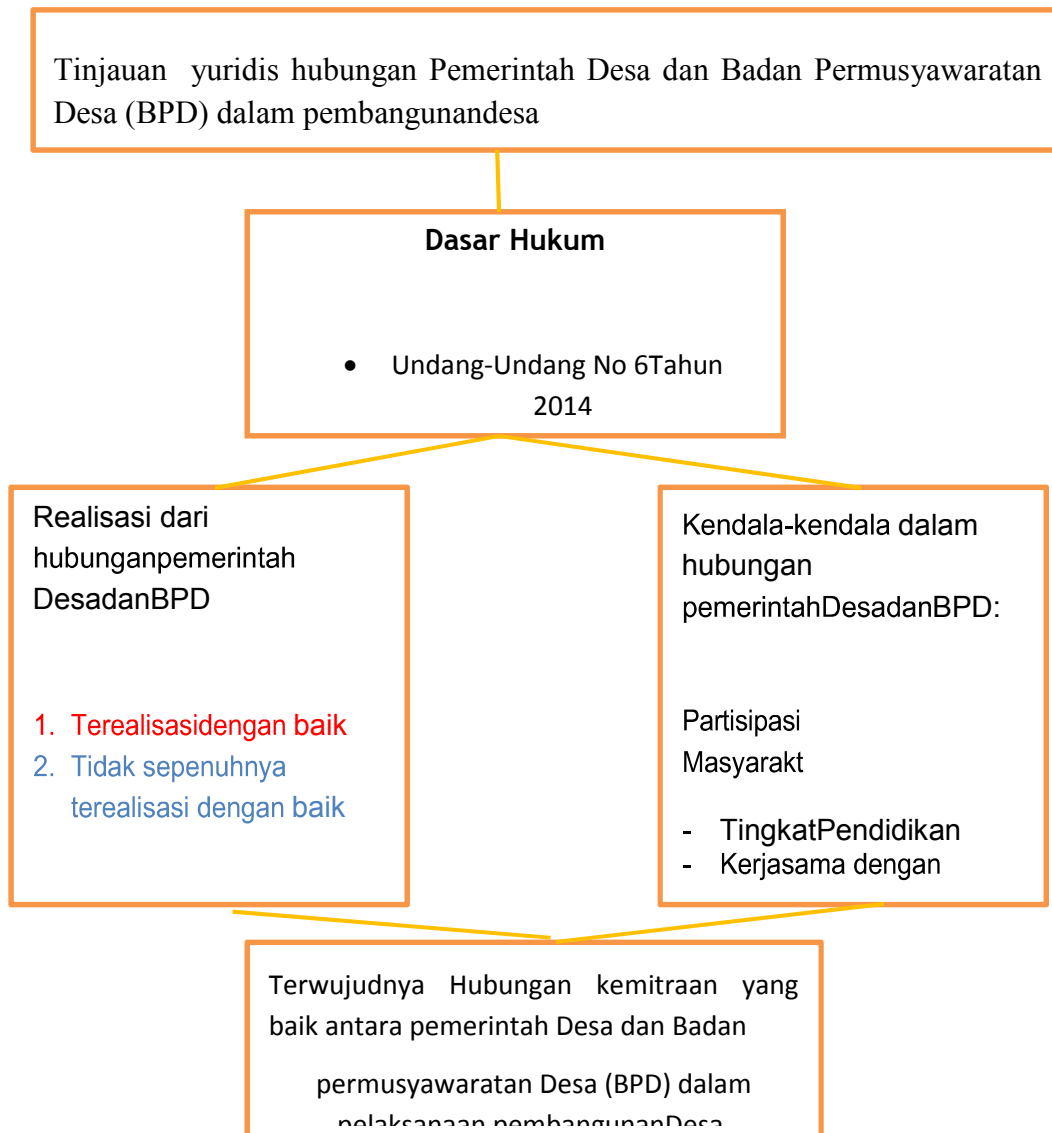 Tinjauan yuridis hubungan Pemerintah Desa dan Badan Permusyawaratan
Desa (BPD) dalam pembangunandesa
Dasar Hukum
• Undang-Undang No 6Tahun
2014
Realisasi dari
hubunganpemerintah
DesadanBPD
1. Terealisasidengan baik
2. Tidak sepenuhnya
terealisasi dengan baik
Kendala-kendala dalam
hubungan
pemerintahDesadanBPD:
Partisipasi
Masyarakt
- TingkatPendidikan
- Kerjasama dengan
Terwujudnya Hubungan kemitraan yang
baik antara pemerintah Desa dan Badan
permusyawaratan Desa (BPD) dalam
pelaksanaan pembangunanDesa